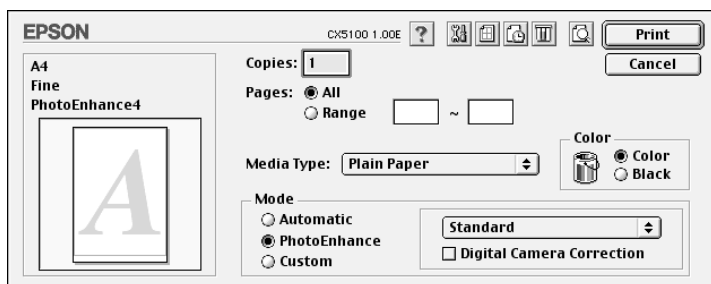 EPSON
CX5100 1.00E
?
Print
A4
Fine
PhotoEnhance4
A
Copies: 1
Cancel
Pages: All
Range ~
Media Type: Plain Paper
Color
Color
Black
Mode
Automatic
PhotoEnhance
Custom
Standard
Digital Camera Correction